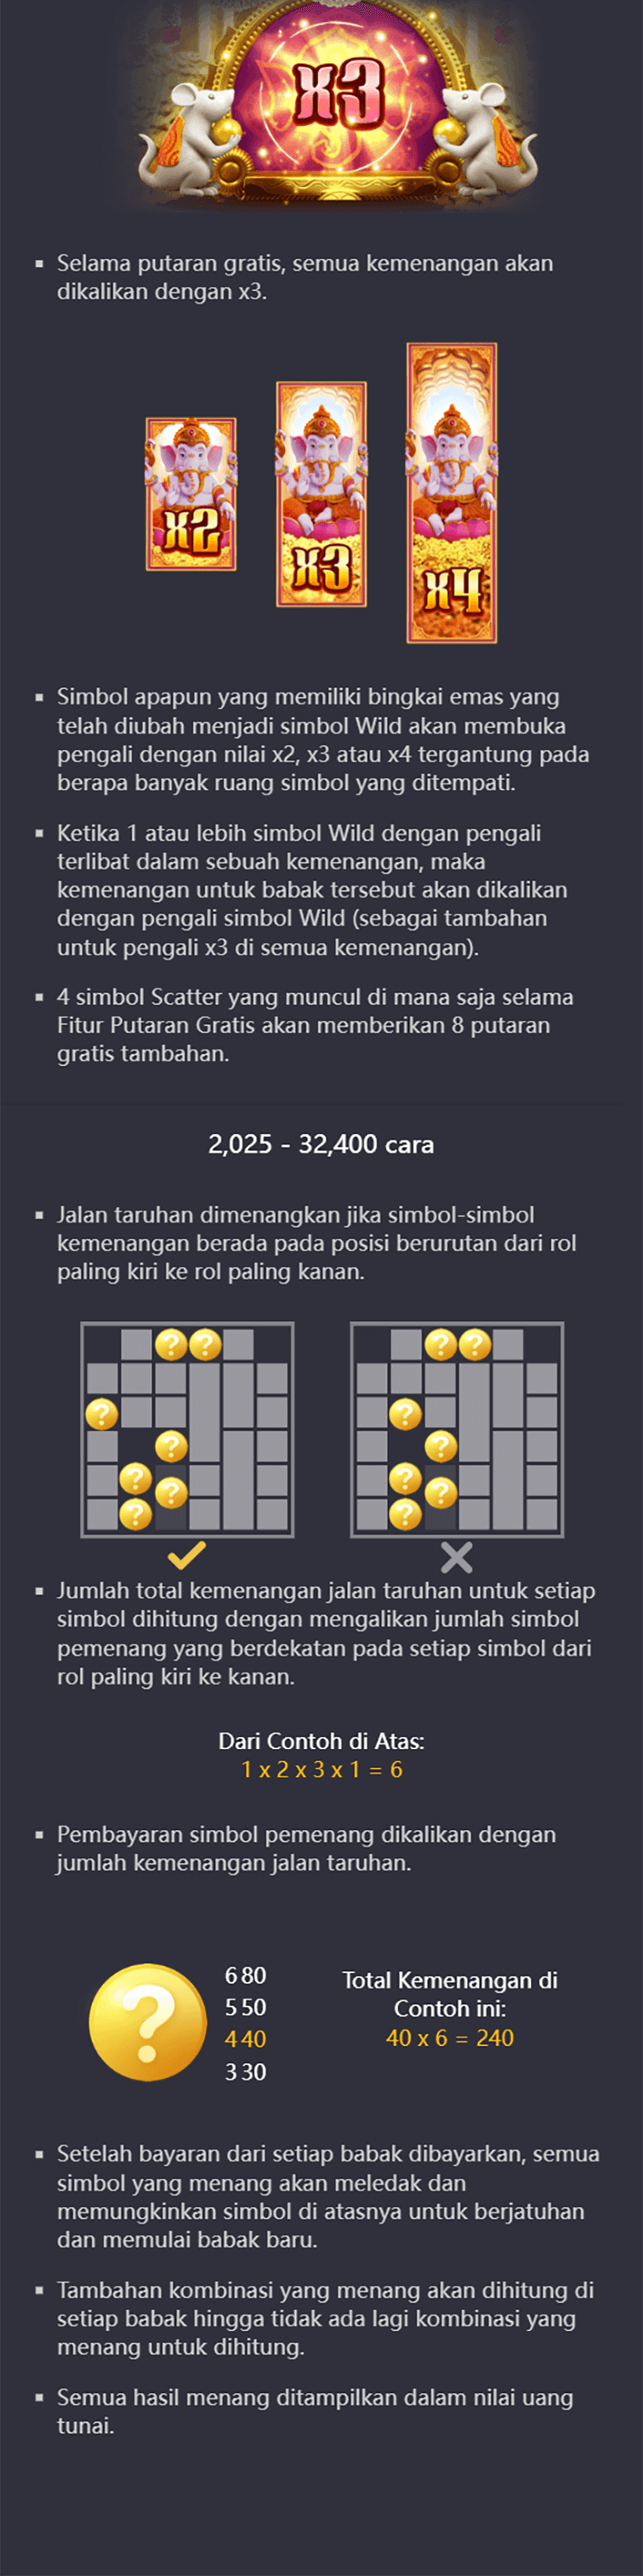 x3
▪ Selama putaran gratis, semua kemenangan akan
dikalikan dengan x3.
x2
x3
x4
▪ Simbol apapun yang memiliki bingkai emas yang
telah diubah menjadi simbol Wild akan membuka
pengali dengan nilai x2, x3 atau x4 tergantung pada
berapa banyak ruang simbol yang ditempati.
▪ Ketika 1 atau lebih simbol Wild dengan pengali
terlibat dalam sebuah kemenangan, maka
kemenangan untuk babak tersebut akan dikalikan
dengan pengali simbol Wild (sebagai tambahan
untuk pengali x3 di semua kemenangan).
▪ 4 simbol Scatter yang muncul di mana saja selama
Fitur Putaran Gratis akan memberikan 8 putaran
gratis tambahan.
2,025 - 32,400 cara
▪ Jalan taruhan dimenangkan jika simbol-simbol
kemenangan berada pada posisi berurutan dari rol
paling kiri ke rol paling kanan.
? ? ? ?
? ? ?
? ? ? ?
? ? ?
▪ Jumlah total kemenangan jalan taruhan untuk setiap
simbol dihitung dengan mengalikan jumlah simbol
pemenang yang berdekatan pada setiap simbol dari
rol paling kiri ke kanan.
Dari Contoh di Atas:
1 x 2 x 3 x 1 = 6
▪ Pembayaran simbol pemenang dikalikan dengan
jumlah kemenangan jalan taruhan.
?
6 80
5 50
4 40
3 30
Total Kemenangan di
Contoh ini:
40 x 6 = 240
▪ Setelah bayaran dari setiap babak dibayarkan, semua
simbol yang menang akan meledak dan
memungkinkan simbol di atasnya untuk berjatuhan
dan memulai babak baru.
▪ Tambahan kombinasi yang menang akan dihitung di
setiap babak hingga tidak ada lagi kombinasi yang
menang untuk dihitung.
▪ Semua hasil menang ditampilkan dalam nilai uang
tunai.